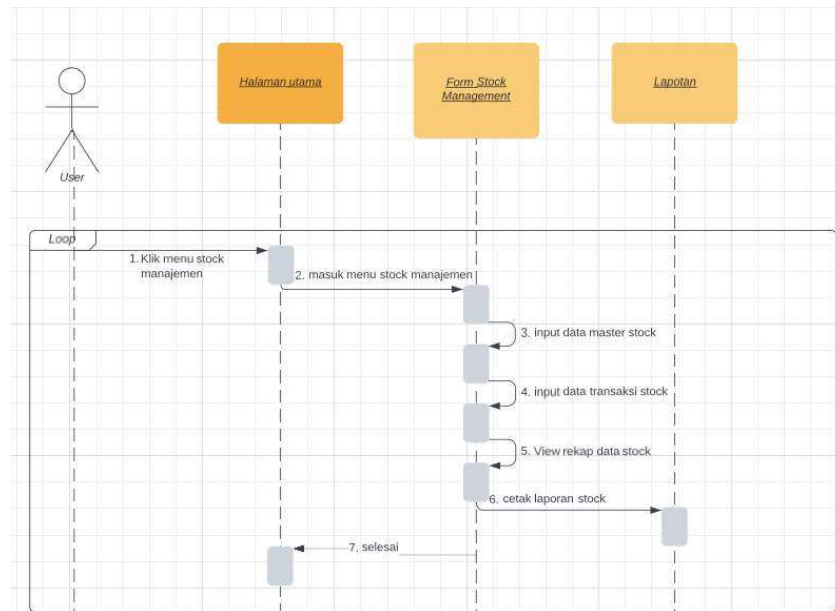 Halaman utama
Form Stock
Management
Lapotan
User
Loop
1. Klik menu stock
manajemen
2. masuk menu stock manajemen
3. input data master stock
4. input data transaksi stock
5. View rekap data stock
6. cetak laporan stock
7. selesai